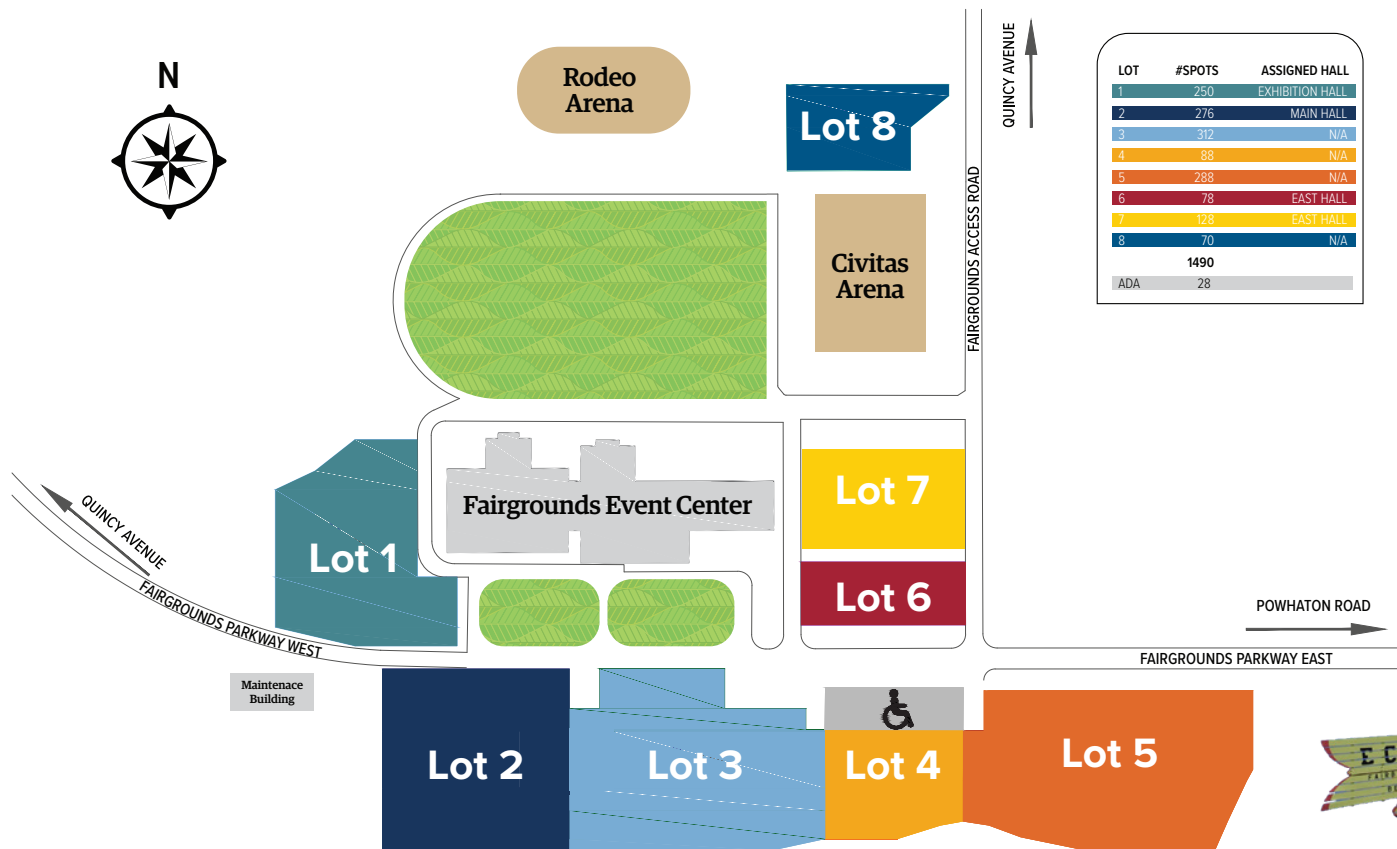 N
Rodeo
Arena
Lot 8
QUINCY AVENUE
FAIRGROUNDS ACCESS ROAD
LOT #SPOTS ASSIGNED HALL
1 250 EXHIBITION HALL
2 276 MAIN HALL
3 312 N/A
4 88 N/A
5 288 N/A
6 78 EAST HALL
7 128 EAST HALL
8 70 N/A
1490
ADA 28
Civitas
Arena
Fairgrounds Event Center
Lot 7
Lot 1
Lot 6
QUINCY AVENUE
FAIRGROUNDS PARKWAY WEST
POWHATON ROAD
FAIRGROUNDS PARKWAY EAST
Maintenace
Building
Lot 2
Lot 3
Lot 4
Lot 5
E C